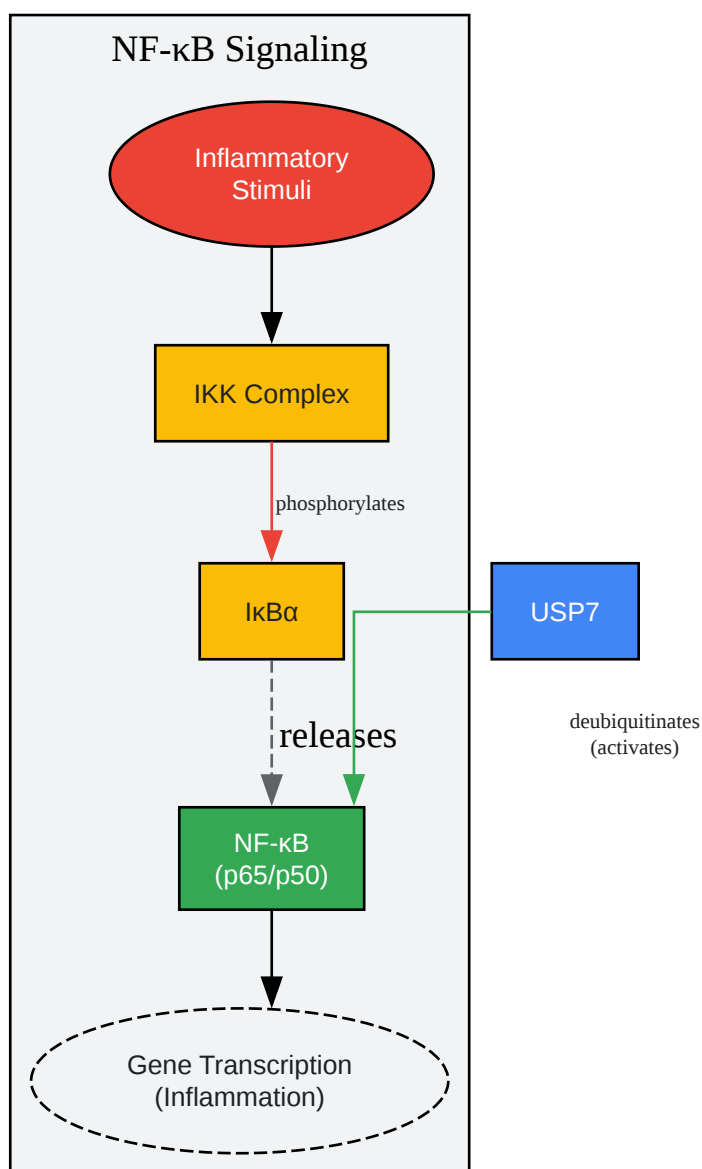 NF-κB Signaling
Inflammatory
Stimuli
IKK Complex
phosphorylates
IκBα
USP7
releases
deubiquitinates
(activates)
NF-κB
(p65/p50)
Gene Transcription
(Inflammation)